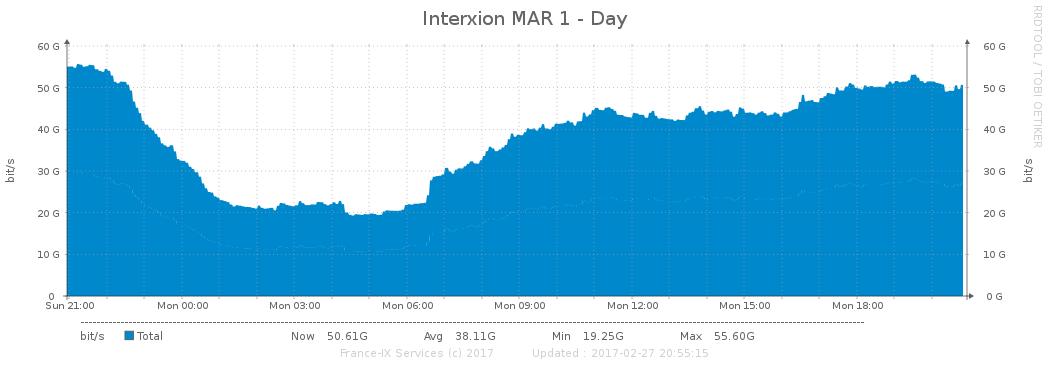 Interxion MAR 1 - Day
RRDTOOL / TOBI OETIKER
bit/s
60 G
50 G
40 G
30 G
20 G
10 G
0
60 G
50 G
40 G
30 G
20 G
10 G
0 G
bit/s
Sun 21:00 Mon 00:00 Mon 03:00 Mon 06:00 Mon 09:00 Mon 12:00 Mon 15:00 Mon 18:00
bit/s Total Now 50.61G Avg 38.11G Min 19.25G Max 55.60G
France-IX Services (c) 2017 Updated : 2017-02-27 20:55:15